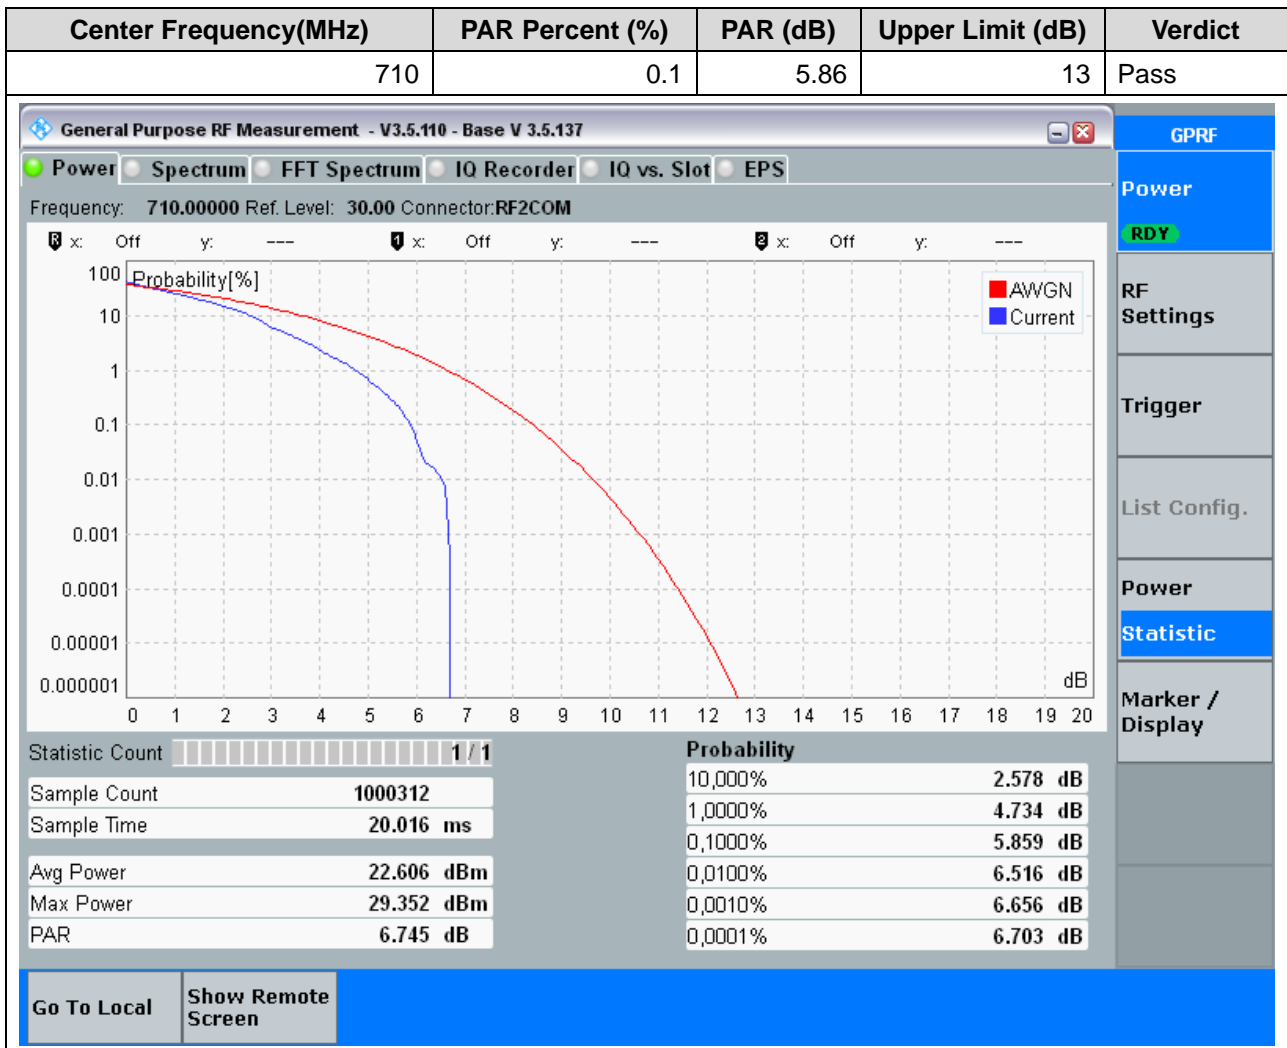 Center Frequency(MHz) PAR Percent (%) PAR (dB) Upper Limit (dB) Verdict
710 0.1 5.86 13 Pass
General Purpose RF Measurement - V3.5.110 - Base V 3.5.137
GPRF
Power Spectrum FFT Spectrum IQ Recorder IQ vs. Slot EPS
Frequency: 710.00000 Ref. Level: 30.00 Connector:RF2COM
R x: Off y: --- 1 x: Off y: --- 2 x: Off y: ---
Probability[%]
AWGN
Current
100
10
1
0.1
0.01
0.001
0.0001
0.00001
0.000001
dB
0 1 2 3 4 5 6 7 8 9 10 11 12 13 14 15 16 17 18 19 20
Statistic Count 1 / 1
Sample Count 1000312
Sample Time 20.016 ms
Avg Power 22.606 dBm
Max Power 29.352 dBm
PAR 6.745 dB
Probability
10,000% 2.578 dB
1,0000% 4.734 dB
0,1000% 5.859 dB
0,0100% 6.516 dB
0,0010% 6.656 dB
0,0001% 6.703 dB
Power
RDY
RF
Settings
Trigger
List Config.
Power
Statistic
Marker /
Display
Go To Local
Show Remote
Screen